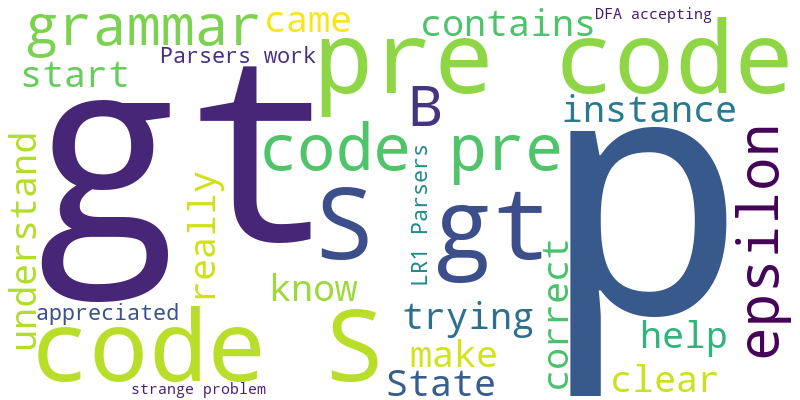 grammar
came
contains
DFA accepting
start
Parsers work
pre code
gt
B
instance
code pre
p
understand
really
S
LR1 Parsers
gt
correct
epsilon
know
appreciated
trying
help
code S
make
State
clear
strange problem